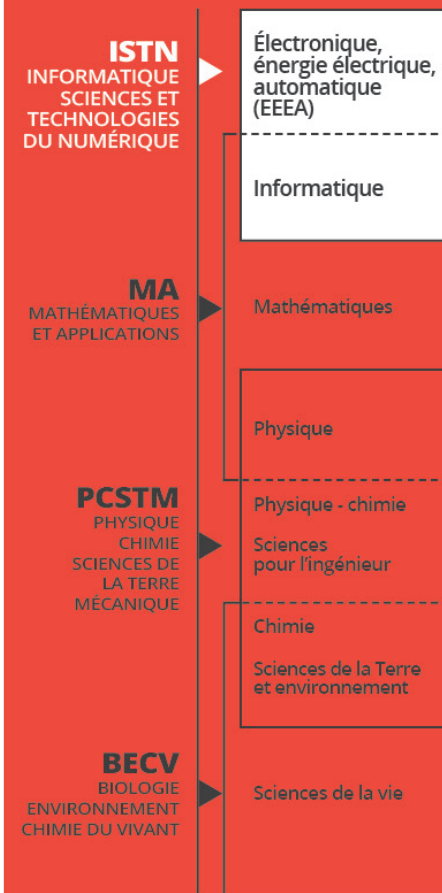 ISTN
INFORMATIQUE
SCIENCES ET
TECHNOLOGIES
DU NUMÉRIQUE
Électronique,
énergie électrique,
automatique
(EEEA)
Informatique
MA
MATHÉMATIQUES
ET APPLICATIONS
Mathématiques
Physique
PCSTM
PHYSIQUE
CHIMIE
SCIENCES DE
LA TERRE
MÉCANIQUE
Physique - chimie
Sciences
pour l'ingénieur
Chimie
Sciences de la Terre
et environnement
BECV
BIOLOGIE
ENVIRONNEMENT
CHIMIE DU VIVANT
Sciences de la vie